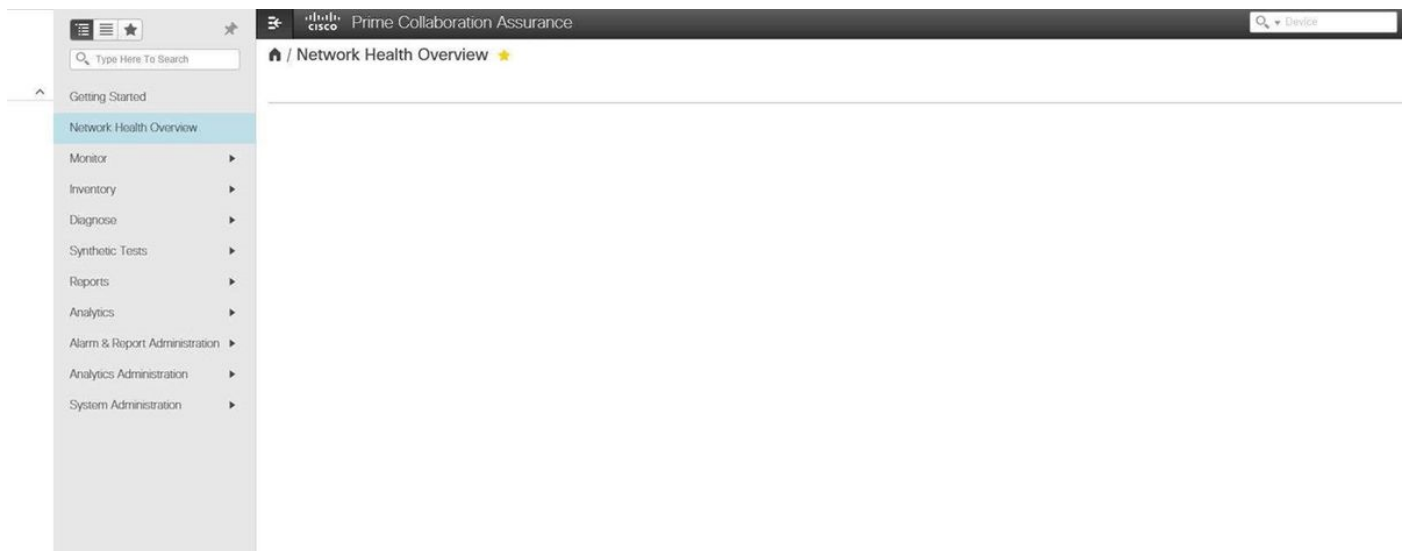 cisco Prime Collaboration Assurance
Device
Type Here To Search
/ Network Health Overview
Getting Started
Network Health Overview
Monitor
Inventory
Diagnose
Synthetic Tests
Reports
Analytics
Alarm & Report Administration
Analytics Administration
System Administration